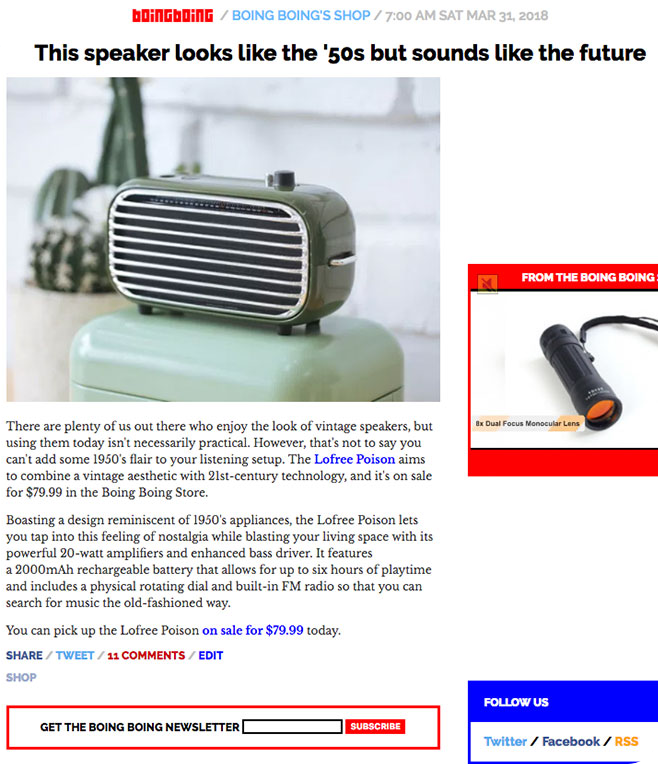 boingboing / BOING BOING'S SHOP / 7:00 AM SAT MAR 31, 2018
This speaker looks like the '50s but sounds like the future
FROM THE BOING BOING
8x Dual Focus Monocular Lens
There are plenty of us out there who enjoy the look of vintage speakers, but
using them today isn't necessarily practical. However, that's not to say you
can't add some 1950's flair to your listening setup. The Lofree Poison aims
to combine a vintage aesthetic with 21st-century technology, and it's on sale
for $79.99 in the Boing Boing Store.
Boasting a design reminiscent of 1950's appliances, the Lofree Poison lets
you tap into this feeling of nostalgia while blasting your living space with its
powerful 20-watt amplifiers and enhanced bass driver. It features
a 2000mAh rechargeable battery that allows for up to six hours of playtime
and includes a physical rotating dial and built-in FM radio so that you can
search for music the old-fashioned way.
You can pick up the Lofree Poison on sale for $79.99 today.
SHARE / TWEET / 11 COMMENTS / EDIT
SHOP
GET THE BOING BOING NEWSLETTER SUBSCRIBE
FOLLOW US
Twitter / Facebook / RSS